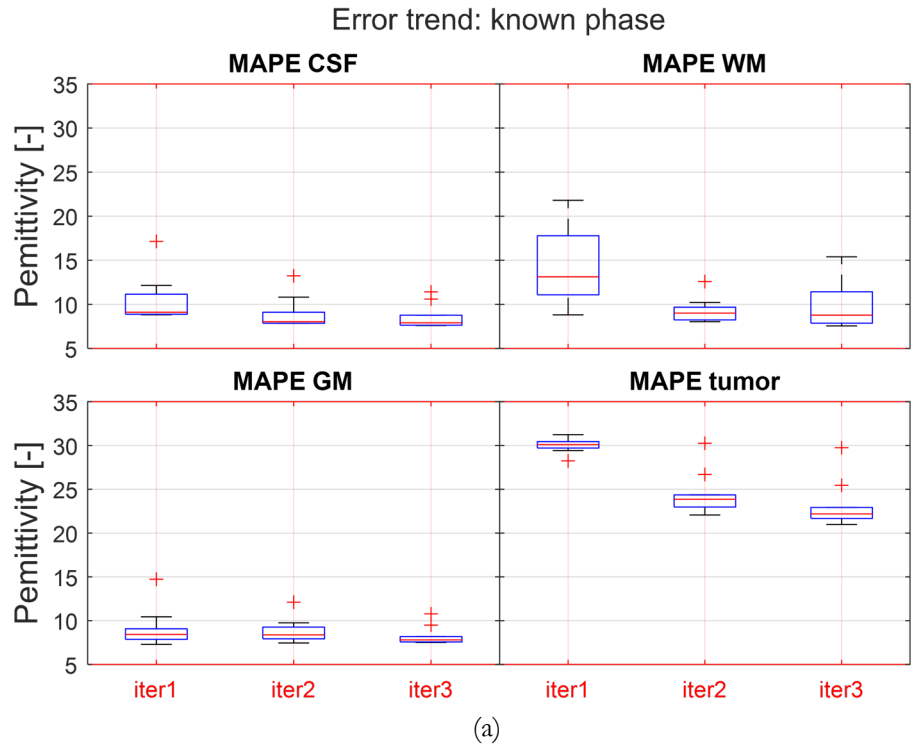 Error trend: known phase
MAPE CSF
MAPE WM
35
30
25
20
15
10
5
Pemittivity [-]
MAPE GM
MAPE tumor
35
30
25
20
15
10
5
Pemittivity [-]
iter1 iter2 iter3 iter1 iter2 iter3
(a)